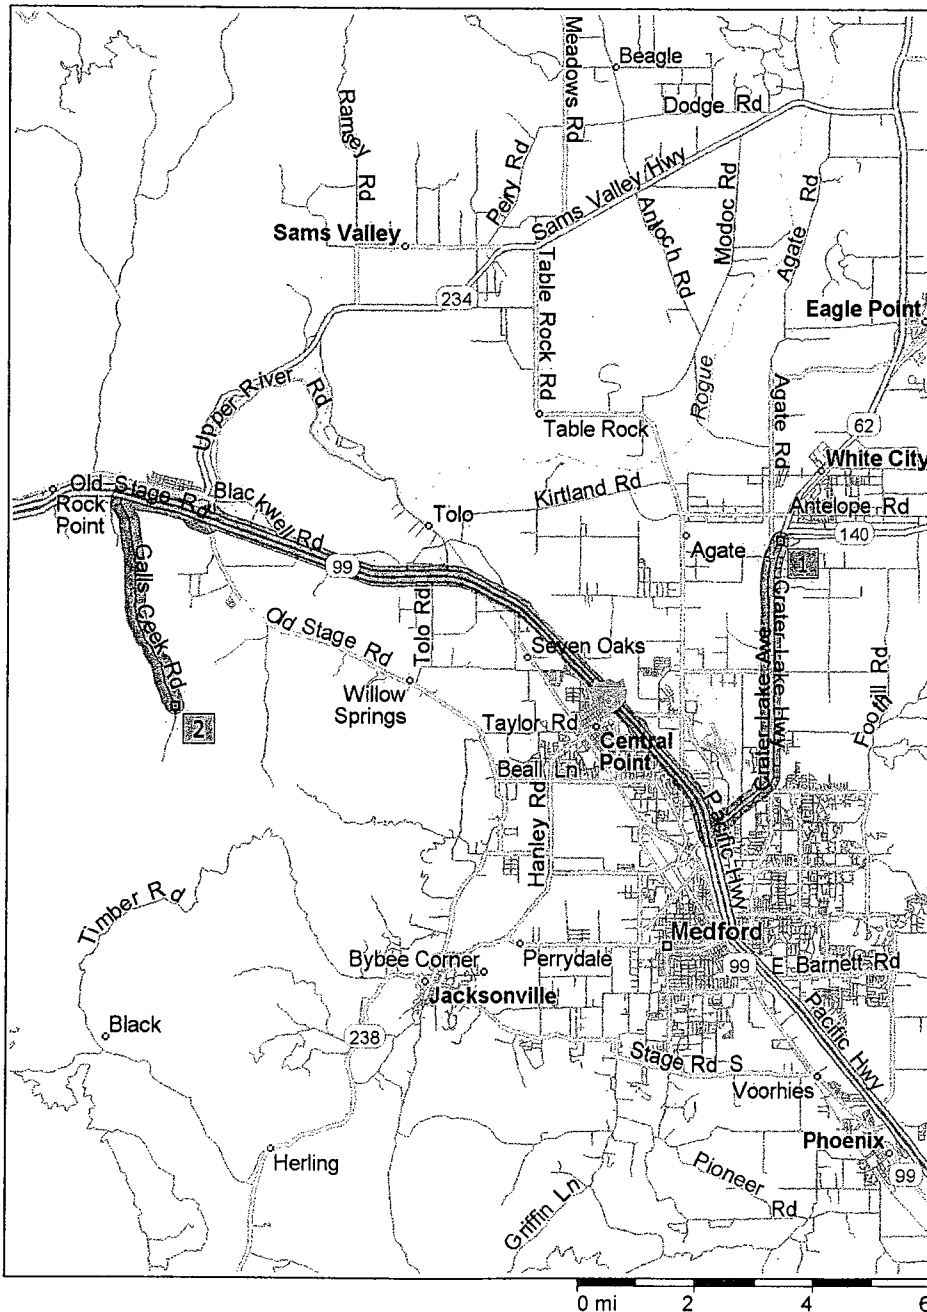 Beagle
Meadows Rd
Dodge Rd
Ramsey Rd
Perry Rd
Sams Valley Hwy
Modoc Rd
Agate Rd
Antioch Rd
Sams Valley
234
Table Rock Rd
Eagle Point
Upper River Rd
Rogue
Agate Rd
Table Rock
62
White City
Old Stage Rd
Rock Point
Blackwell Rd
Kirtland Rd
Antelope Rd
Tolo
140
99
Agate
1
Galls Creek Rd
Old Stage Rd
Tolo Rd
Seven Oaks
Crater Lake Ave
Crater Lake Hwy
Foothill Rd
Willow Springs
2
Taylor Rd
Central Point
Beall Ln
Hanley Rd
Pacific Hwy
Timber Rd
Medford
Bybee Corner
Perrydale
99
E Barnett Rd
Jacksonville
Black
238
Pacific Hwy
Stage Rd S
Voorhies
Herling
Phoenix
Pioneer Rd
99
Griffin Ln
0 mi 2 4 6